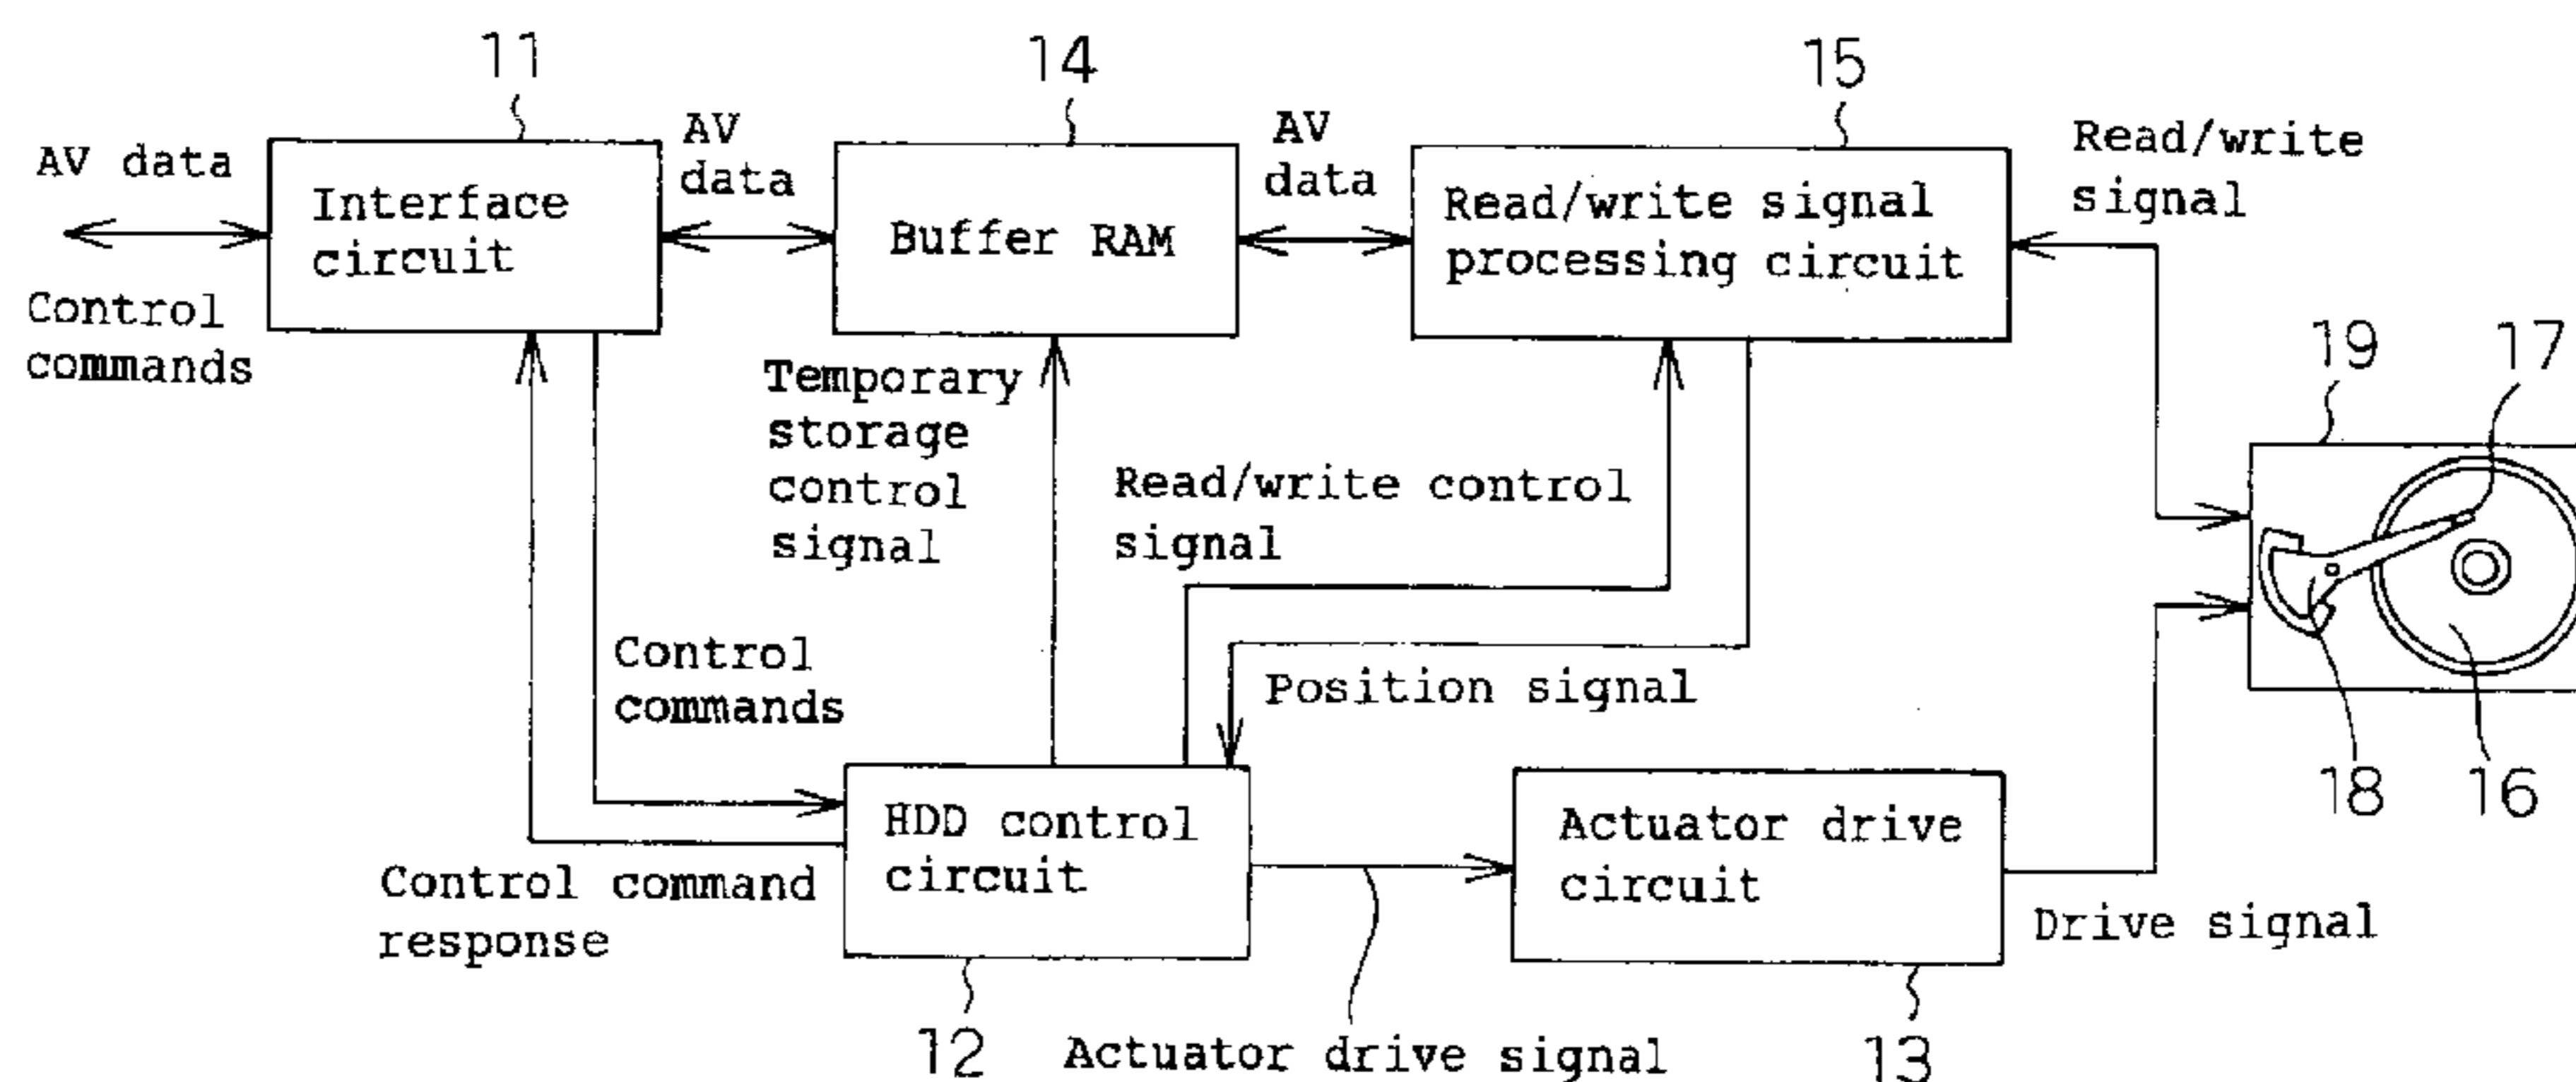 11
14
15
AV data
AV
data
AV
data
Read/write
signal
Interface
circuit
Buffer RAM
Read/write signal
processing circuit
Control
commands
19
17
Temporary
storage
control
signal
Read/write control
signal
Control
commands
Position signal
18
16
HDD control
circuit
Actuator drive
circuit
Control command
response
Drive signal
12
Actuator drive signal
13